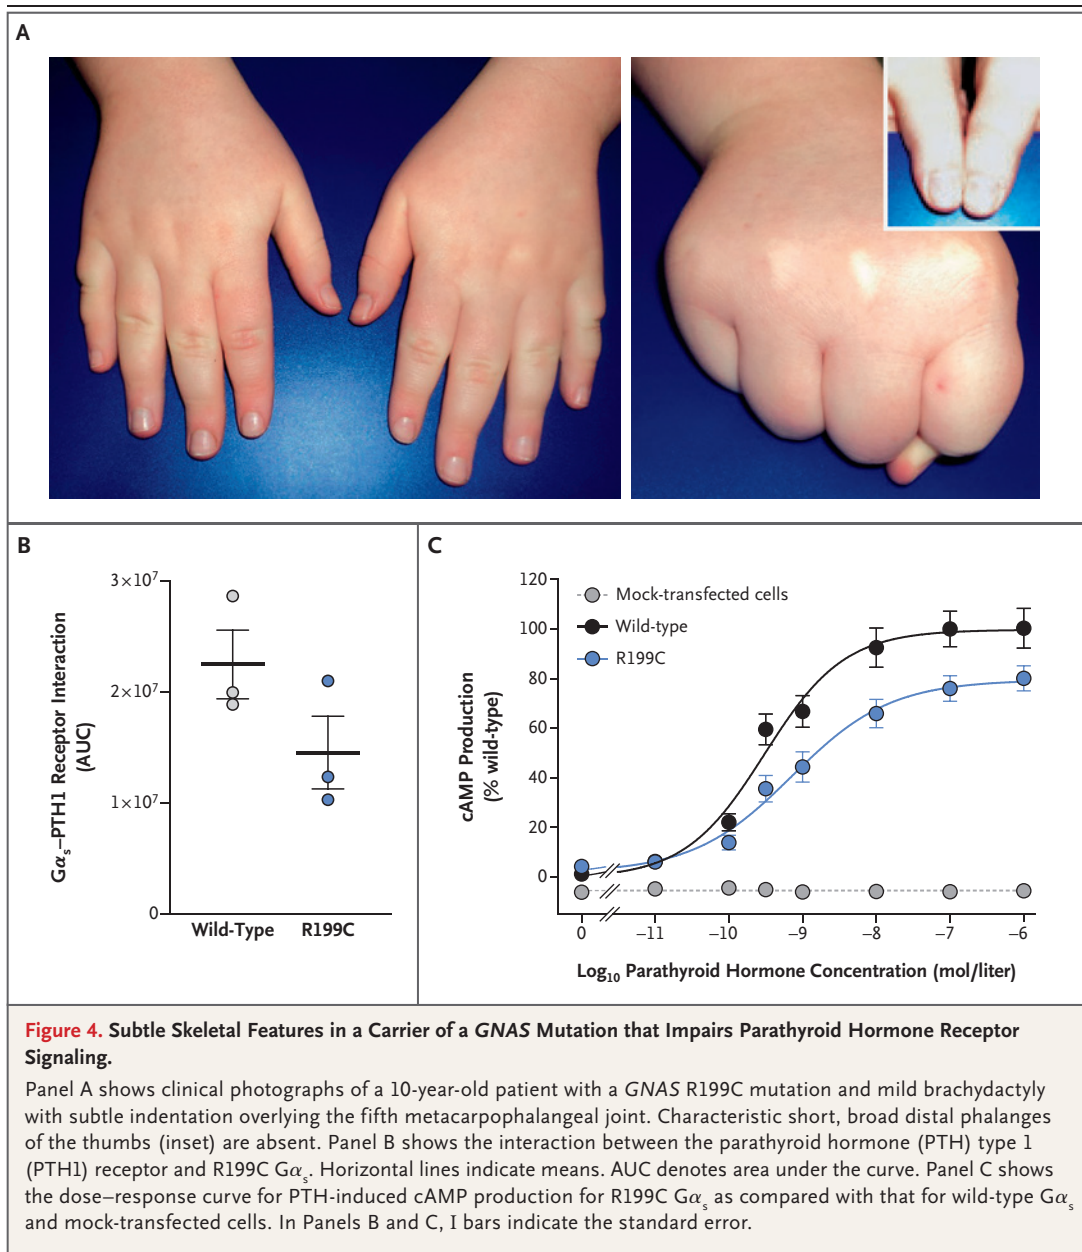 A
B
3×10⁷
2×10⁷
1×10⁷
0
Gαₛ–PTH1 Receptor Interaction
(AUC)
Wild-Type R199C
C
120
100
80
60
40
20
0
cAMP Production
(% wild-type)
Mock-transfected cells
Wild-type
R199C
0 −11 −10 −9 −8 −7 −6
Log₁₀ Parathyroid Hormone Concentration (mol/liter)
Figure 4. Subtle Skeletal Features in a Carrier of a GNAS Mutation that Impairs Parathyroid Hormone Receptor
Signaling.
Panel A shows clinical photographs of a 10-year-old patient with a GNAS R199C mutation and mild brachydactyly
with subtle indentation overlying the fifth metacarpophalangeal joint. Characteristic short, broad distal phalanges
of the thumbs (inset) are absent. Panel B shows the interaction between the parathyroid hormone (PTH) type 1
(PTH1) receptor and R199C Gαₛ. Horizontal lines indicate means. AUC denotes area under the curve. Panel C shows
the dose–response curve for PTH-induced cAMP production for R199C Gαₛ as compared with that for wild-type Gαₛ
and mock-transfected cells. In Panels B and C, I bars indicate the standard error.